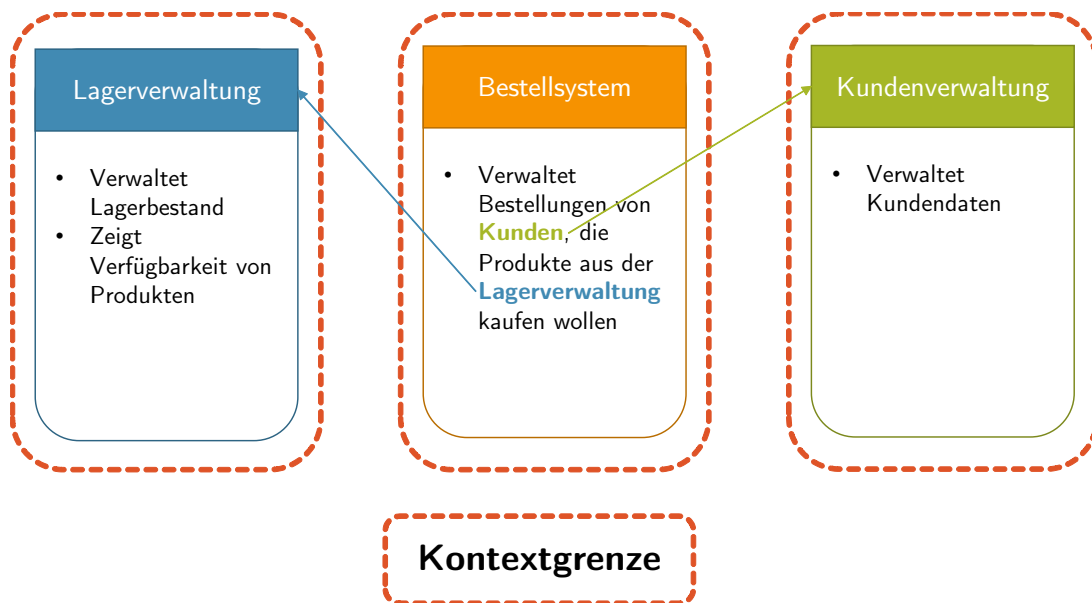 Lagerverwaltung
• Verwaltet
Lagerbestand
• Zeigt
Verfügbarkeit von
Produkten
Bestellsystem
• Verwaltet
Bestellungen von
Kunden, die
Produkte aus der
Lagerverwaltung
kaufen wollen
Kundenverwaltung
• Verwaltet
Kundendaten
Kontextgrenze